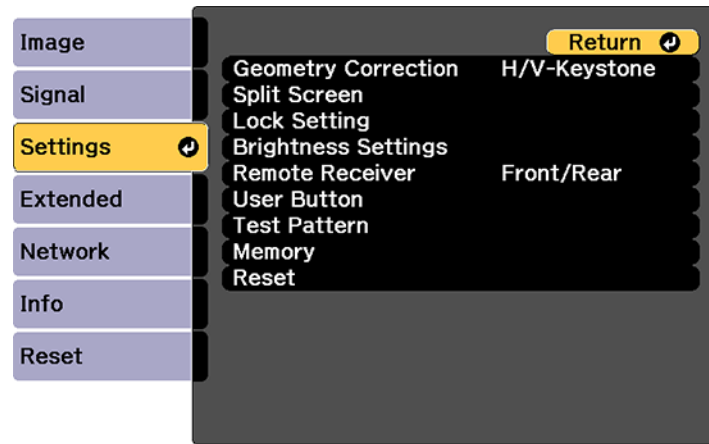 Image
Signal
Settings
Extended
Network
Info
Reset
Return
Geometry Correction H/V-Keystone
Split Screen
Lock Setting
Brightness Settings
Remote Receiver Front/Rear
User Button
Test Pattern
Memory
Reset